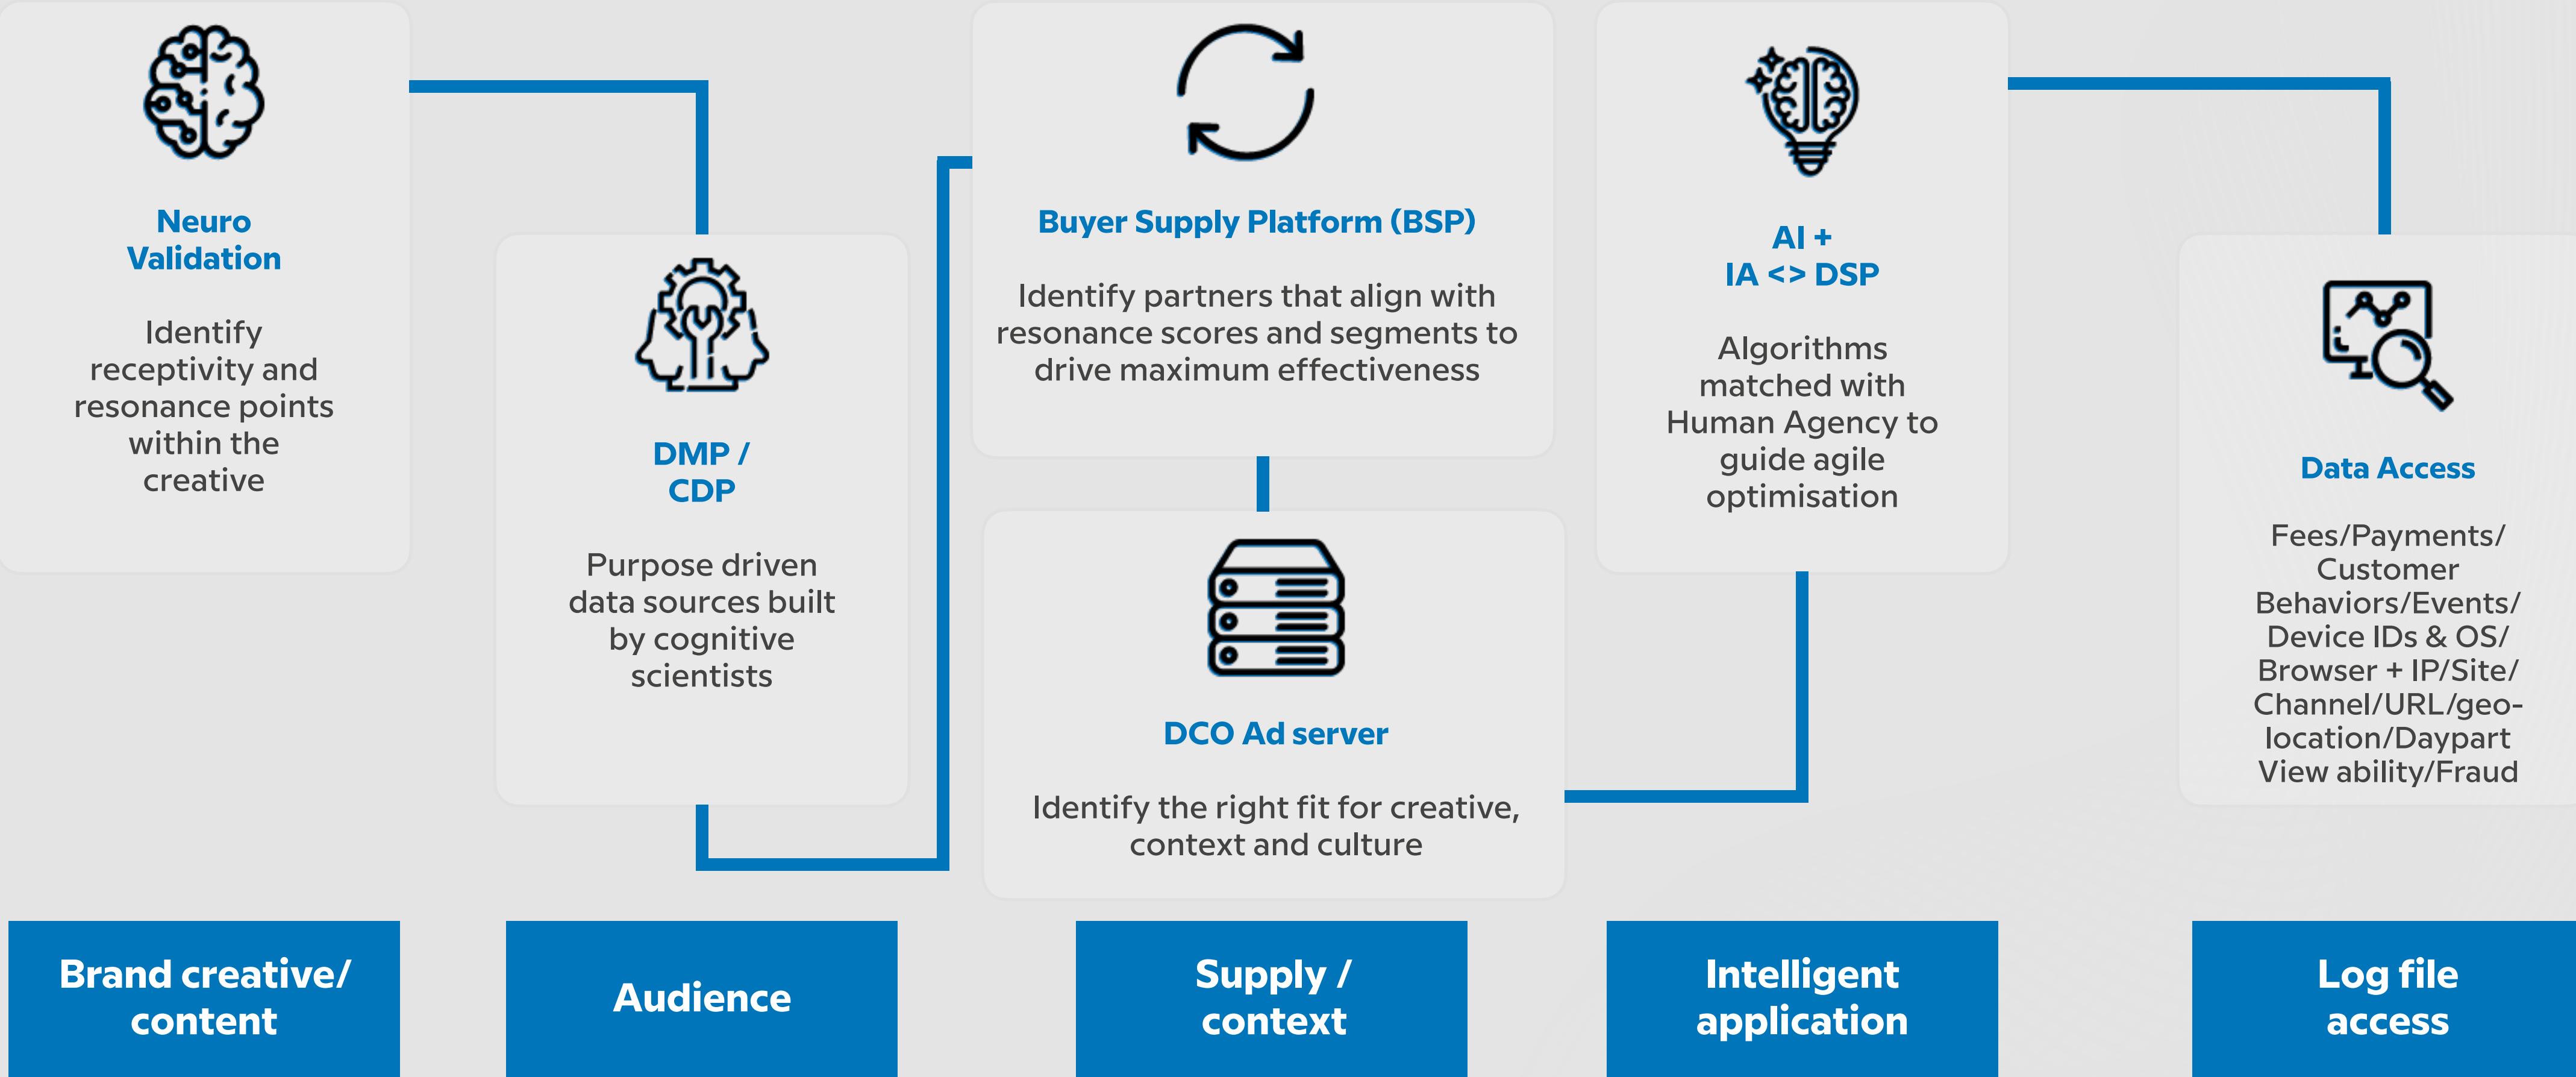 Neuro
Validation
Identify
receptivity and
resonance points
within the
creative
DMP /
CDP
Purpose driven
data sources built
by cognitive
scientists
Buyer Supply Platform (BSP)
Identify partners that align with
resonance scores and segments to
drive maximum effectiveness
DCO Ad server
Identify the right fit for creative,
context and culture
AI +
IA <> DSP
Algorithms
matched with
Human Agency to
guide agile
optimisation
Data Access
Fees/Payments/
Customer
Behaviors/Events/
Device IDs & OS/
Browser + IP/Site/
Channel/URL/geo-
location/Daypart
View ability/Fraud
Brand creative/
content
Audience
Supply /
context
Intelligent
application
Log file
access